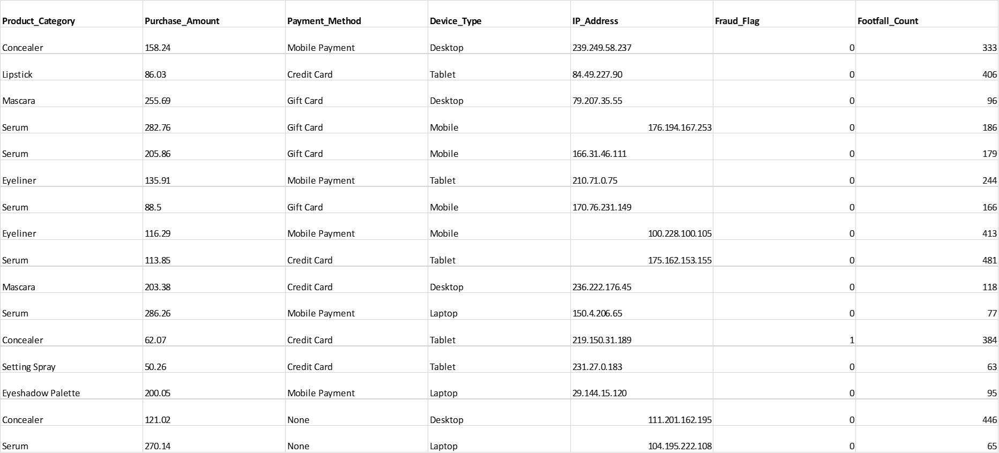 Product_Category Purchase_Amount Payment_Method Device_Type IP_Address Fraud_Flag Footfall_Count
Concealer 158.24 Mobile Payment Desktop 239.249.58.237 0 333
Lipstick 86.03 Credit Card Tablet 84.49.227.90 0 406
Mascara 255.69 Gift Card Desktop 79.207.35.55 0 96
Serum 282.76 Gift Card Mobile 176.194.167.253 0 186
Serum 205.86 Gift Card Mobile 166.31.46.111 0 179
Eyeliner 135.91 Mobile Payment Tablet 210.71.0.75 0 244
Serum 88.5 Gift Card Mobile 170.76.231.149 0 166
Eyeliner 116.29 Mobile Payment Mobile 100.228.100.105 0 413
Serum 113.85 Credit Card Tablet 175.162.153.155 0 481
Mascara 203.38 Credit Card Desktop 236.222.176.45 0 118
Serum 286.26 Mobile Payment Laptop 150.4.206.65 0 77
Concealer 62.07 Credit Card Tablet 219.150.31.189 1 384
Setting Spray 50.26 Credit Card Tablet 231.27.0.183 0 63
Eyeshadow Palette 200.05 Mobile Payment Laptop 29.144.15.120 0 95
Concealer 121.02 None Desktop 111.201.162.195 0 446
Serum 270.14 None Laptop 104.195.222.108 0 65